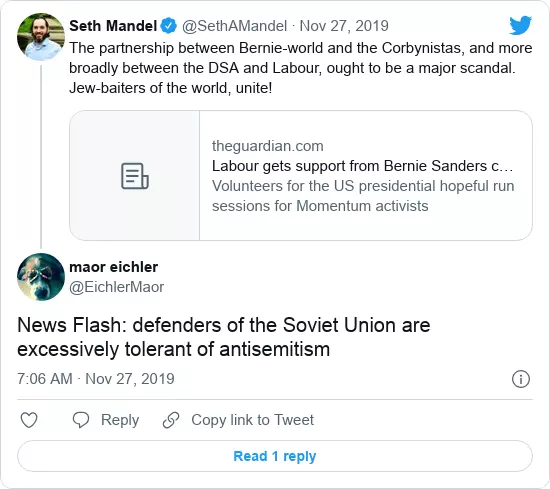 Seth Mandel @SethAMandel · Nov 27, 2019
The partnership between Bernie-world and the Corbynistas, and more
broadly between the DSA and Labour, ought to be a major scandal.
Jew-baiters of the world, unite!
theguardian.com
Labour gets support from Bernie Sanders c...
Volunteers for the US presidential hopeful run
sessions for Momentum activists
maor eichler
@EichlerMaor
News Flash: defenders of the Soviet Union are
excessively tolerant of antisemitism
7:06 AM · Nov 27, 2019
Reply
Copy link to Tweet
Read 1 reply